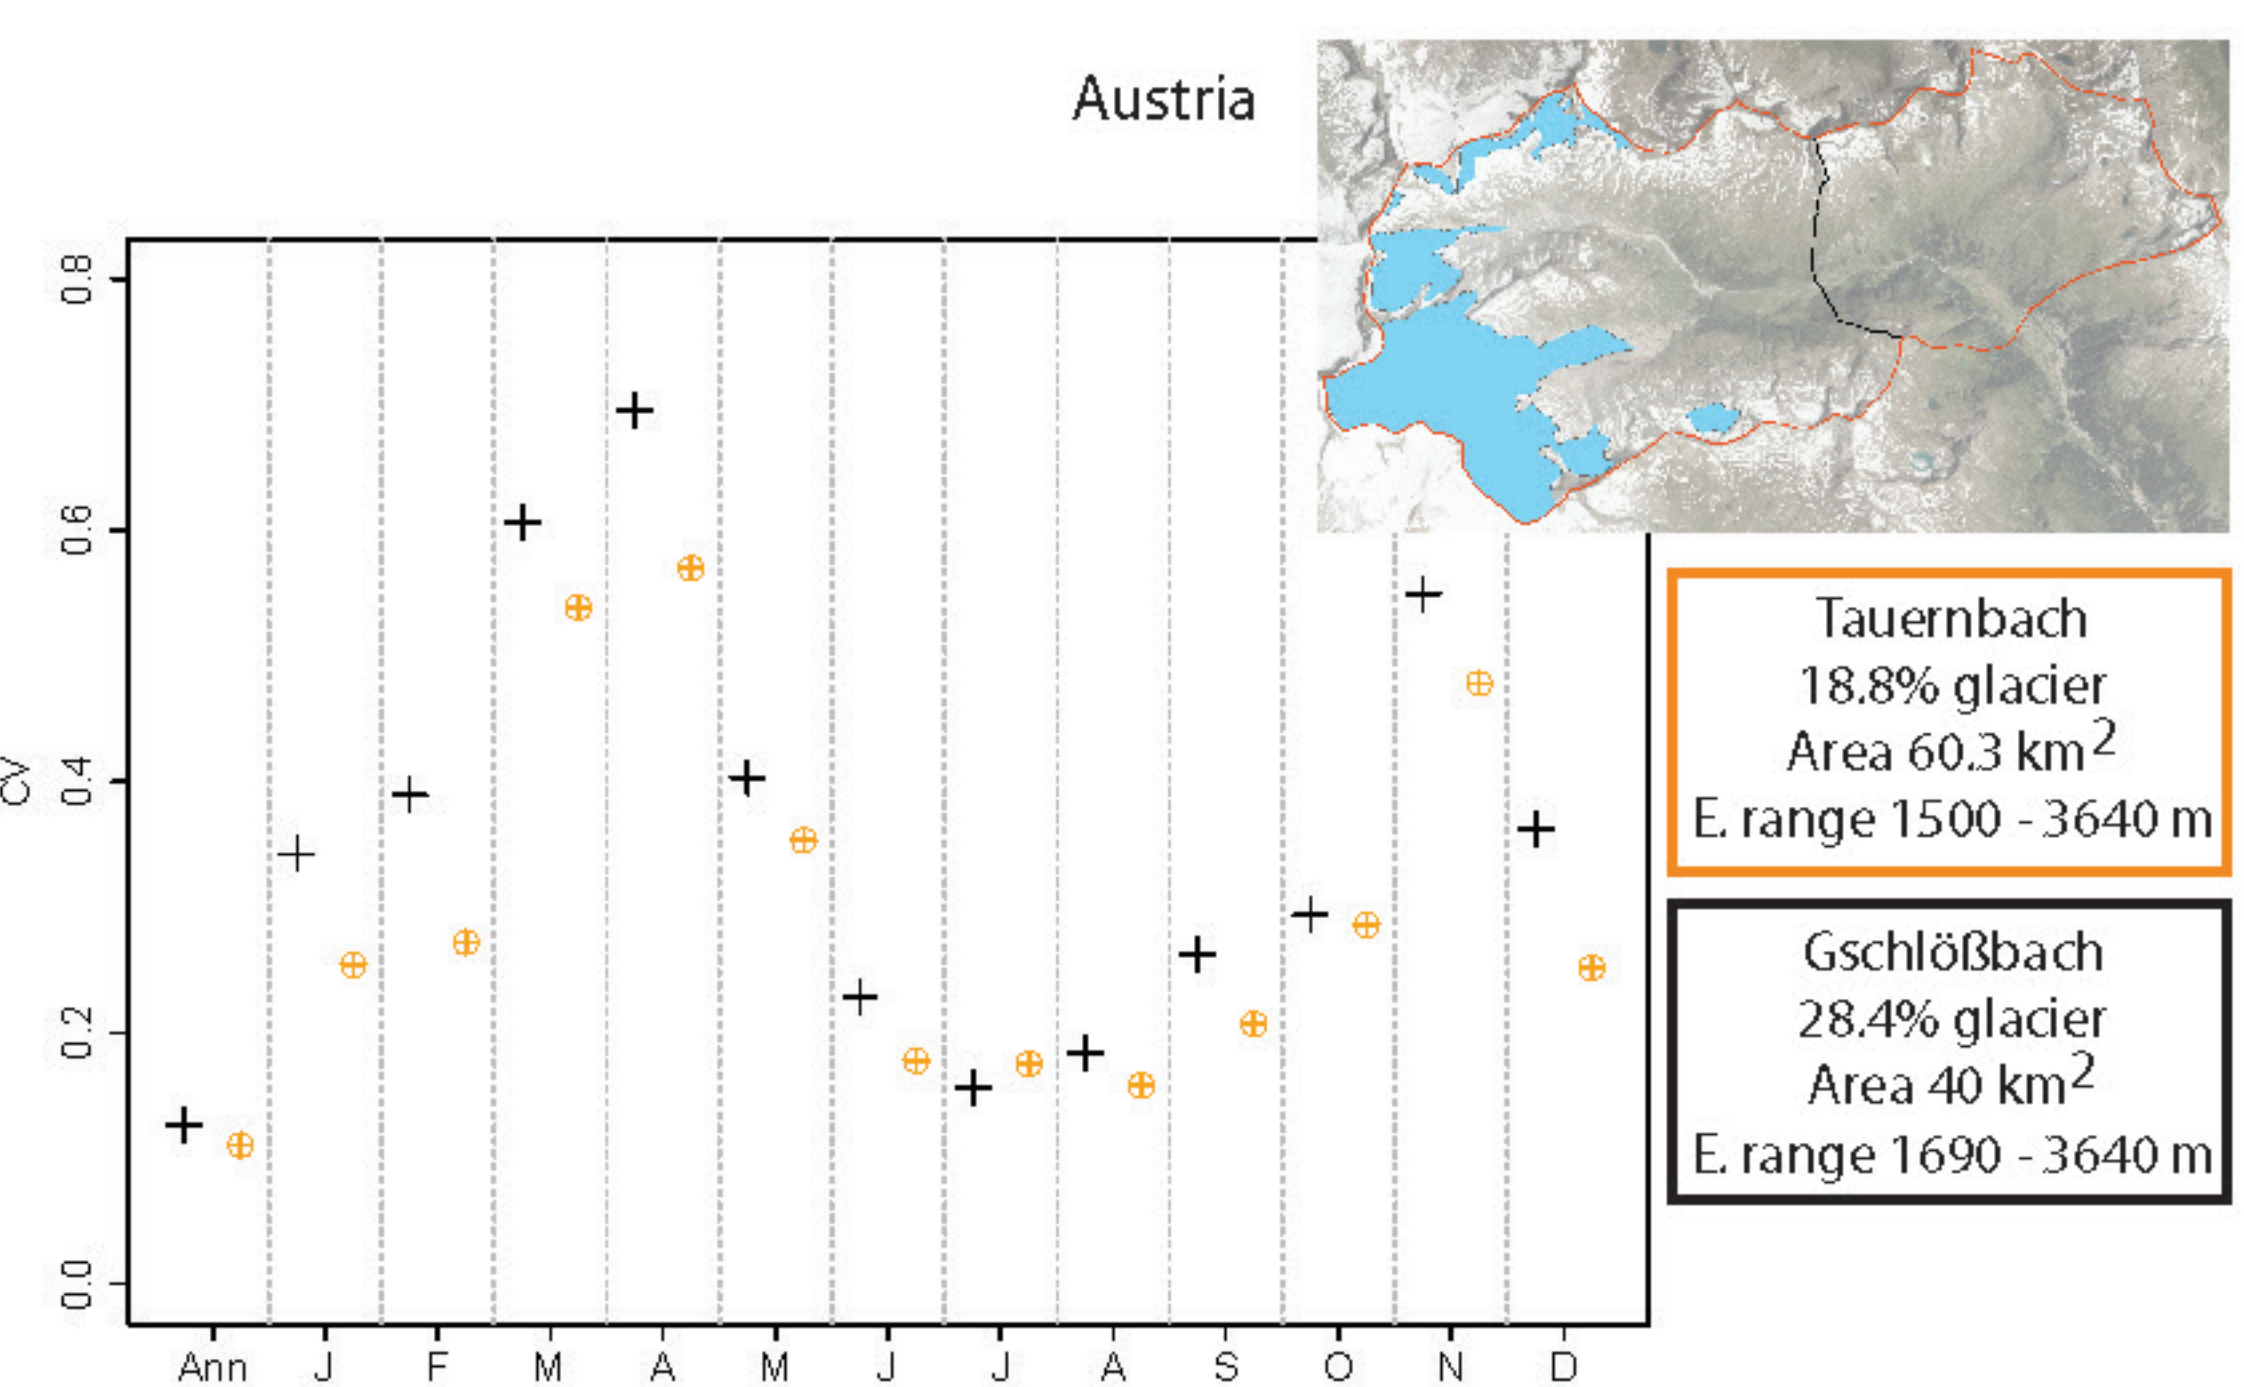 Austria
0.8
0.6
0.4
0.2
0.0
CV
Ann J F M A M J J A S O N D
Tauernbach
18.8% glacier
Area 60.3 km²
E. range 1500 - 3640 m
Gschlößbach
28.4% glacier
Area 40 km²
E. range 1690 - 3640 m